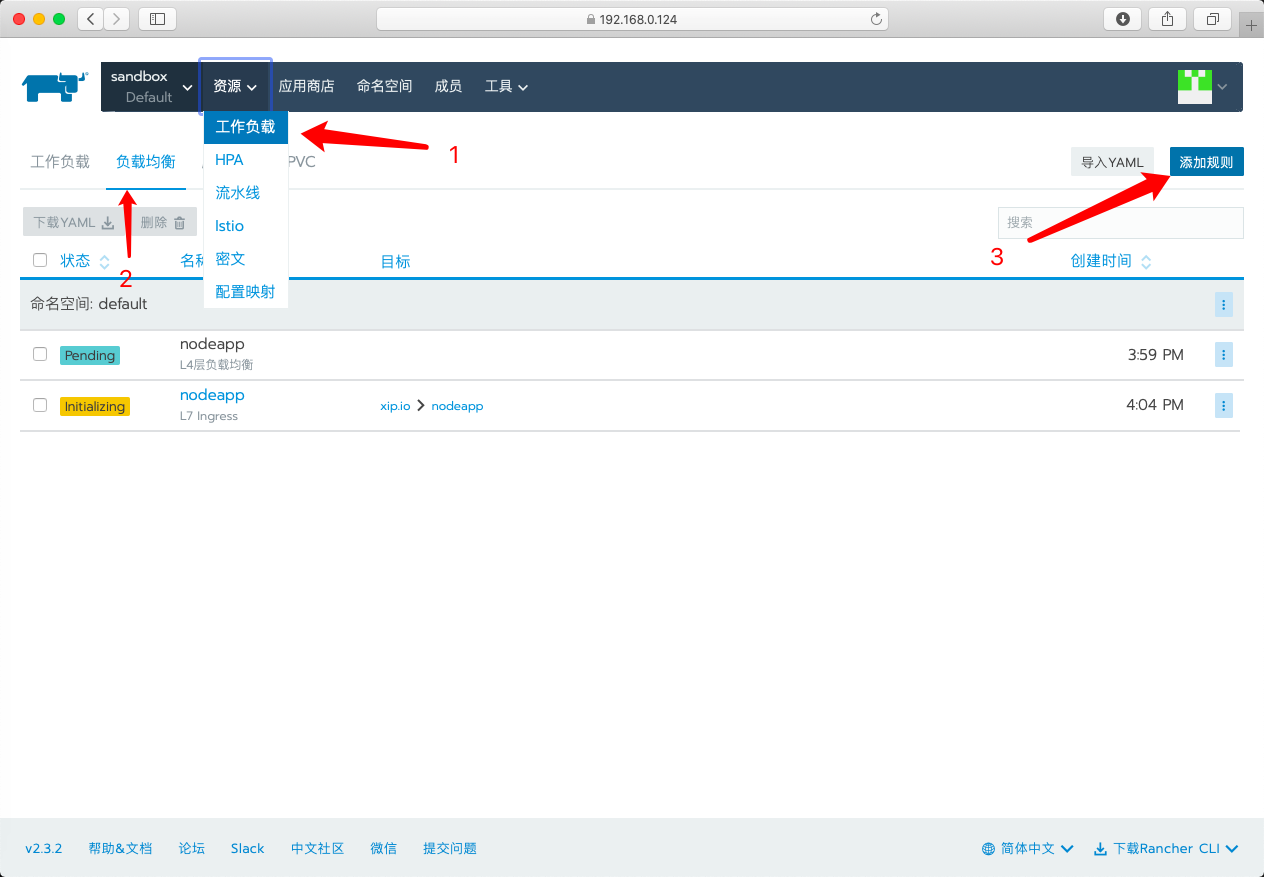 192.168.0.124
sandbox
Default
资源
应用商店
命名空间
成员
工具
工作负载
HPA
流水线
Istio
密文
配置映射
1
工作负载
负载均衡
PVC
导入YAML
添加规则
下载YAML
删除
搜索
2
3
状态
名称
目标
创建时间
命名空间: default
Pending
nodeapp
L4层负载均衡
3:59 PM
Initializing
nodeapp
L7 Ingress
xip.io > nodeapp
4:04 PM
v2.3.2
帮助&文档
论坛
Slack
中文社区
微信
提交问题
简体中文
下载Rancher CLI